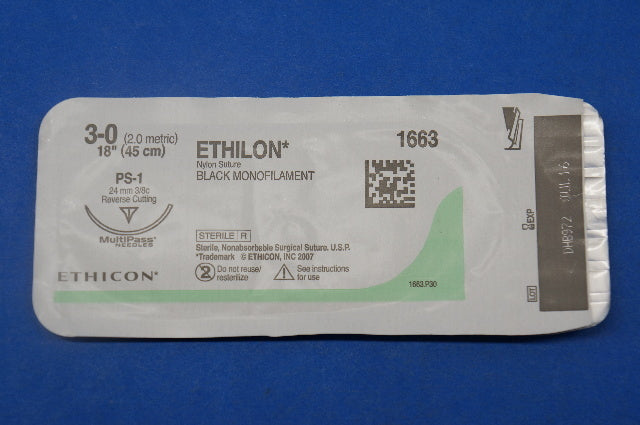 3-0 (2.0 metric)
18" (45 cm)
PS-1
24 mm 3/8c
Reverse Cutting
MultiPass*
NEEDLES
ETHICON*
ETHILON*
Nylon Suture
BLACK MONOFILAMENT
1663
STERILE R
Sterile, Nonabsorbable Surgical Suture, U.S.P.
*Trademark © ETHICON, INC 2007
2 Do not reuse/
resterilize
See instructions
for use
1663.P30
EXP
LOT